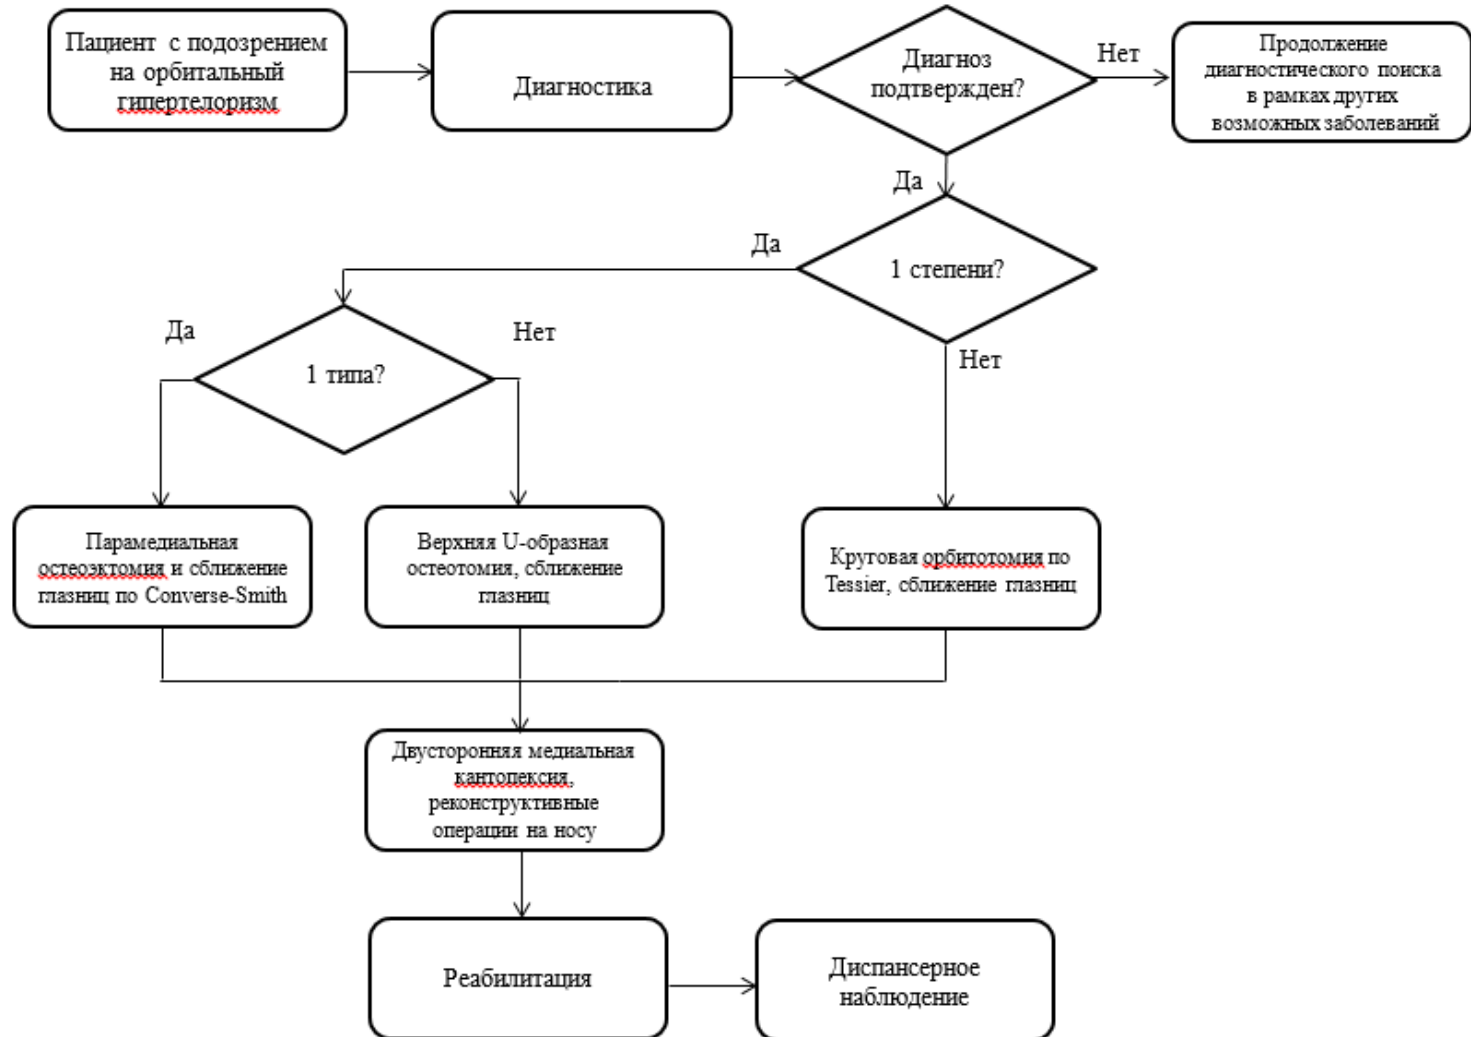 Пациент с подозрением
на орбитальный
гипертелоризм
Диагностика
Диагноз
подтвержден?
Нет
Продолжение
диагностического поиска
в рамках других
возможных заболеваний
Да
1 степени?
Да
Нет
1 типа?
Да
Нет
Парамедиальная
остеоэктомия и сближение
глазниц по Converse-Smith
Верхняя U-образная
остеотомия, сближение
глазниц
Круговая орбитотомия по
Tessier, сближение глазниц
Двусторонняя медиальная
кантопексия,
реконструктивные
операции на носу
Реабилитация
Диспансерное
наблюдение